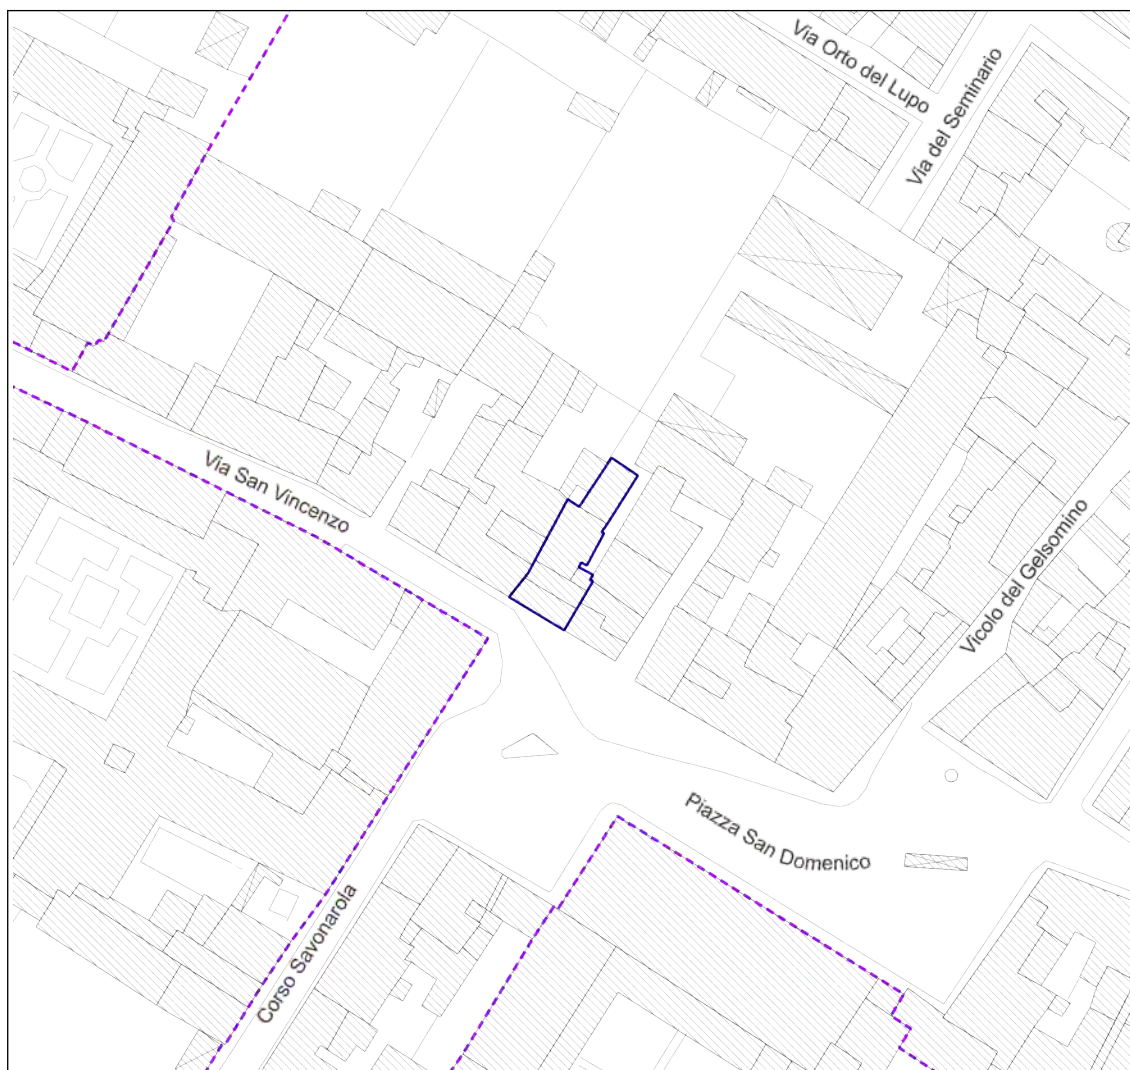 Via Orto del Lupo
Via del Seminario
Via San Vincenzo
Vicolo del Gelsomino
Piazza San Domenico
Corso Savonarola